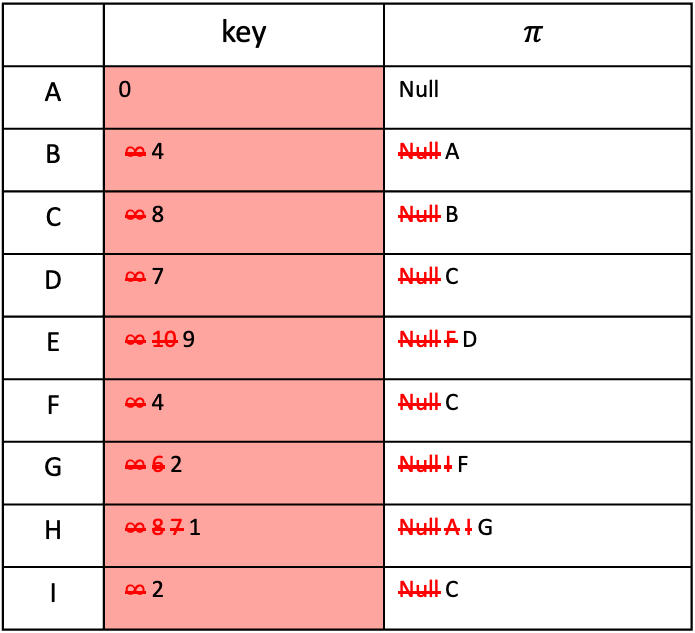 key π
A 0 Null
B ∞ 4 Null A
C ∞ 8 Null B
D ∞ 7 Null C
E ∞ 10 9 Null F D
F ∞ 4 Null C
G ∞ 6 2 Null I F
H ∞ 8 7 1 Null A I G
I ∞ 2 Null C